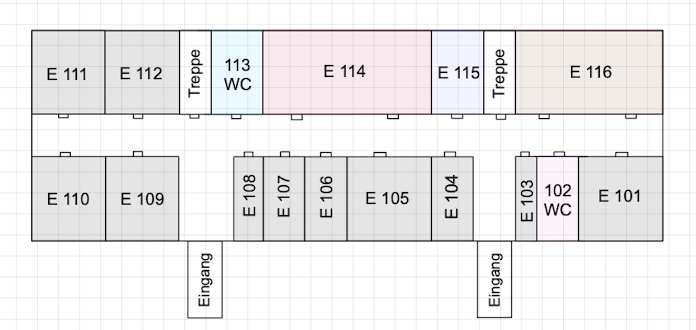 E 111
E 112
Treppe
113
WC
E 114
E 115
Treppe
E 116
E 110
E 109
E 108
E 107
E 106
E 105
E 104
E 103
102
WC
E 101
Eingang
Eingang